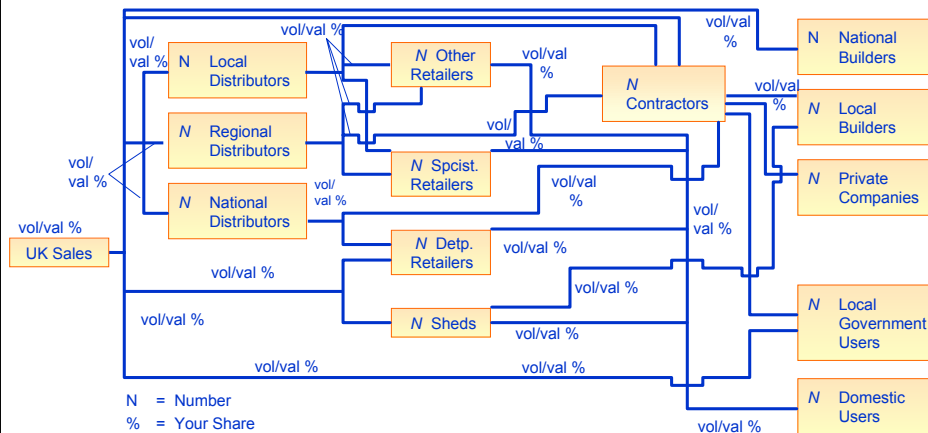 vol/val %
UK Sales
vol/
val %
vol/
val %
N Local
Distributors
N Regional
Distributors
N National
Distributors
vol/val %
vol/
val %
vol/val %
vol/val %
vol/val %
N Other
Retailers
N Spcist.
Retailers
N Detp.
Retailers
N Sheds
vol/val
%
vol/
val %
vol/val
%
vol/val %
vol/val %
vol/val %
vol/val %
N
Contractors
vol/
val %
vol/val
%
vol/val
%
N National
Builders
N Local
Builders
N Private
Companies
N Local
Government
Users
N Domestic
Users
vol/val %
N = Number
% = Your Share